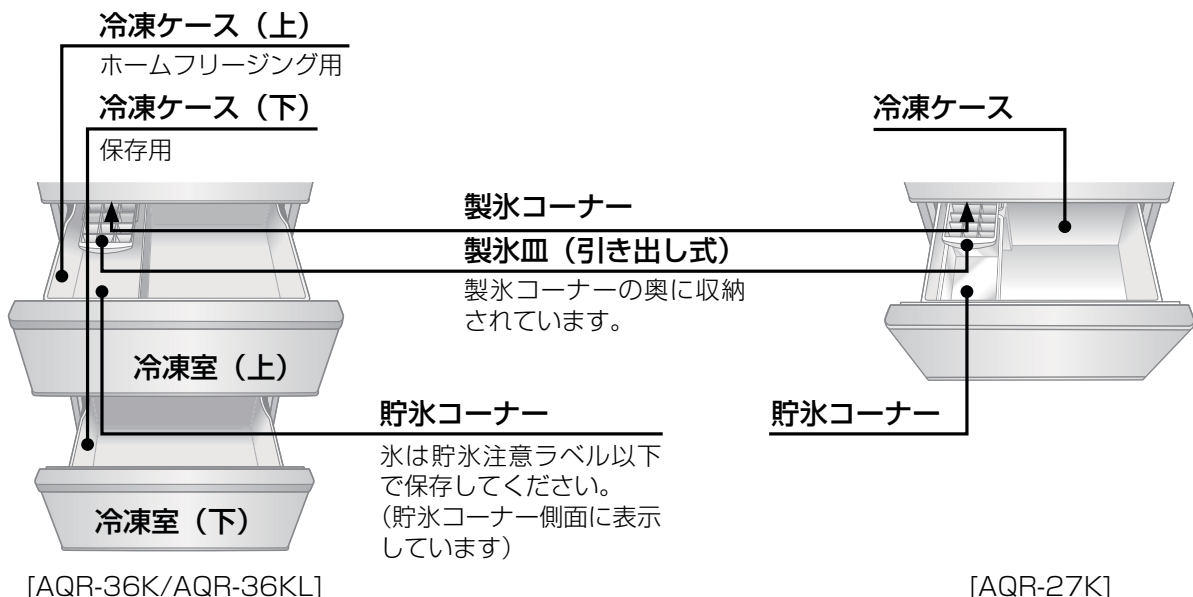 冷凍ケース（上）
ホームフリージング用
冷凍ケース（下）
保存用
冷凍ケース
製氷コーナー
製氷皿（引き出し式）
製氷コーナーの奥に収納
されています。
冷凍室（上）
貯氷コーナー
氷は貯氷注意ラベル以下
で保存してください。
（貯氷コーナー側面に表示
しています）
貯氷コーナー
冷凍室（下）
[AQR-36K/AQR-36KL]
[AQR-27K]